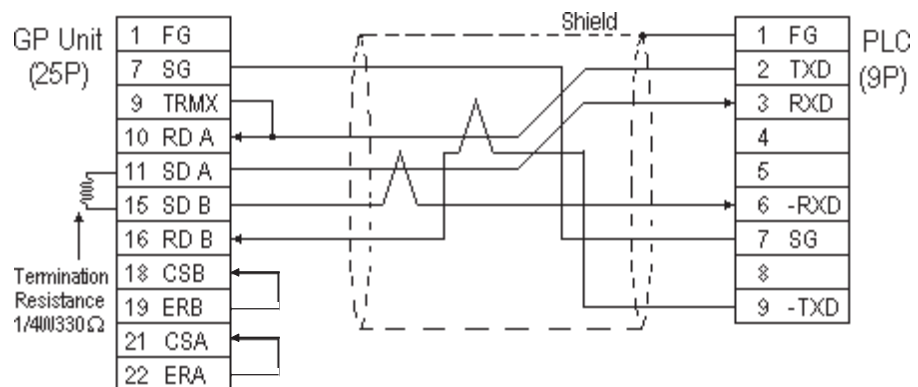 Shield
GP Unit
(25P)
1 FG
7 SG
9 TRMX
10 RD A
11 SD A
15 SD B
16 RD B
18 CSB
19 ERB
21 CSA
22 ERA
Termination
Resistance
1/4W330Ω
PLC
(9P)
1 FG
2 TXD
3 RXD
4
5
6 -RXD
7 SG
8
9 -TXD